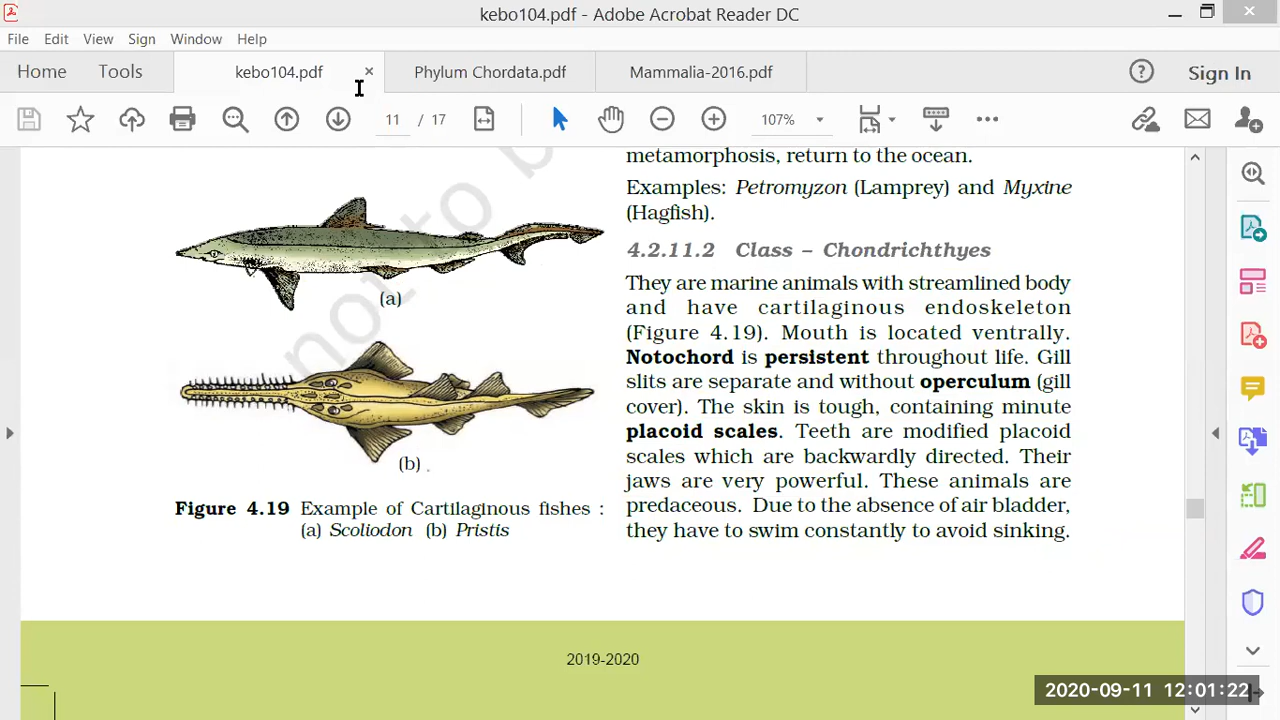 kebo104.pdf - Adobe Acrobat Reader DC
File Edit View Sign Window Help
Home Tools kebo104.pdf × Phylum Chordata.pdf Mammalia-2016.pdf ? Sign In
11 / 17 107%
not to b
metamorphosis, return to the ocean.
Examples: Petromyzon (Lamprey) and Myxine
(Hagfish).
4.2.11.2 Class – Chondrichthyes
They are marine animals with streamlined body
and have cartilaginous endoskeleton
(Figure 4.19). Mouth is located ventrally.
Notochord is persistent throughout life. Gill
slits are separate and without operculum (gill
cover). The skin is tough, containing minute
placoid scales. Teeth are modified placoid
scales which are backwardly directed. Their
jaws are very powerful. These animals are
predaceous. Due to the absence of air bladder,
they have to swim constantly to avoid sinking.
(a)
(b)
Figure 4.19 Example of Cartilaginous fishes :
(a) Scoliodon (b) Pristis
2019-2020
2020-09-11 12:01:22